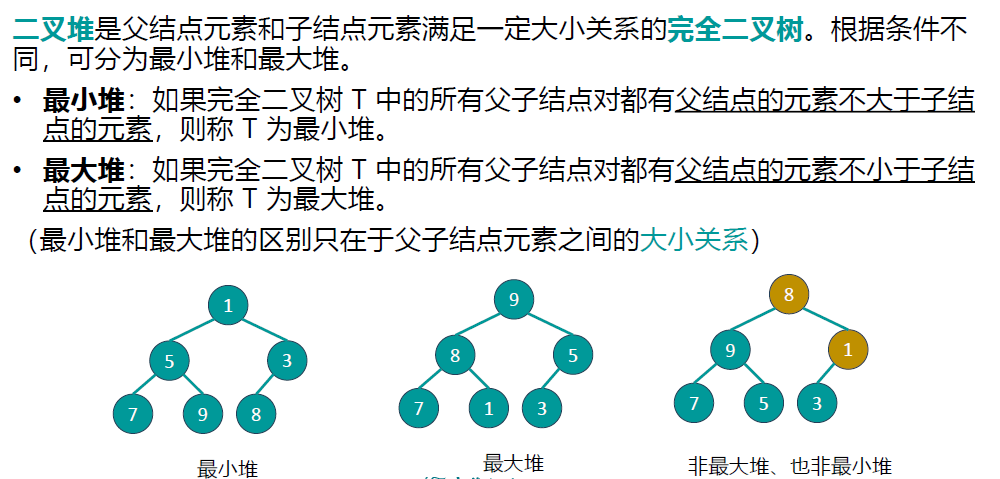 二叉堆是父结点元素和子结点元素满足一定大小关系的完全二叉树。根据条件不
同，可分为最小堆和最大堆。
• 最小堆：如果完全二叉树 T 中的所有父子结点对都有父结点的元素不大于子结
点的元素，则称 T 为最小堆。
• 最大堆：如果完全二叉树 T 中的所有父子结点对都有父结点的元素不小于子结
点的元素，则称 T 为最大堆。
（最小堆和最大堆的区别只在于父子结点元素之间的大小关系）
1
5 3
7 9 8
最小堆
9
8 5
7 1 3
最大堆
8
9 1
7 5 3
非最大堆、也非最小堆